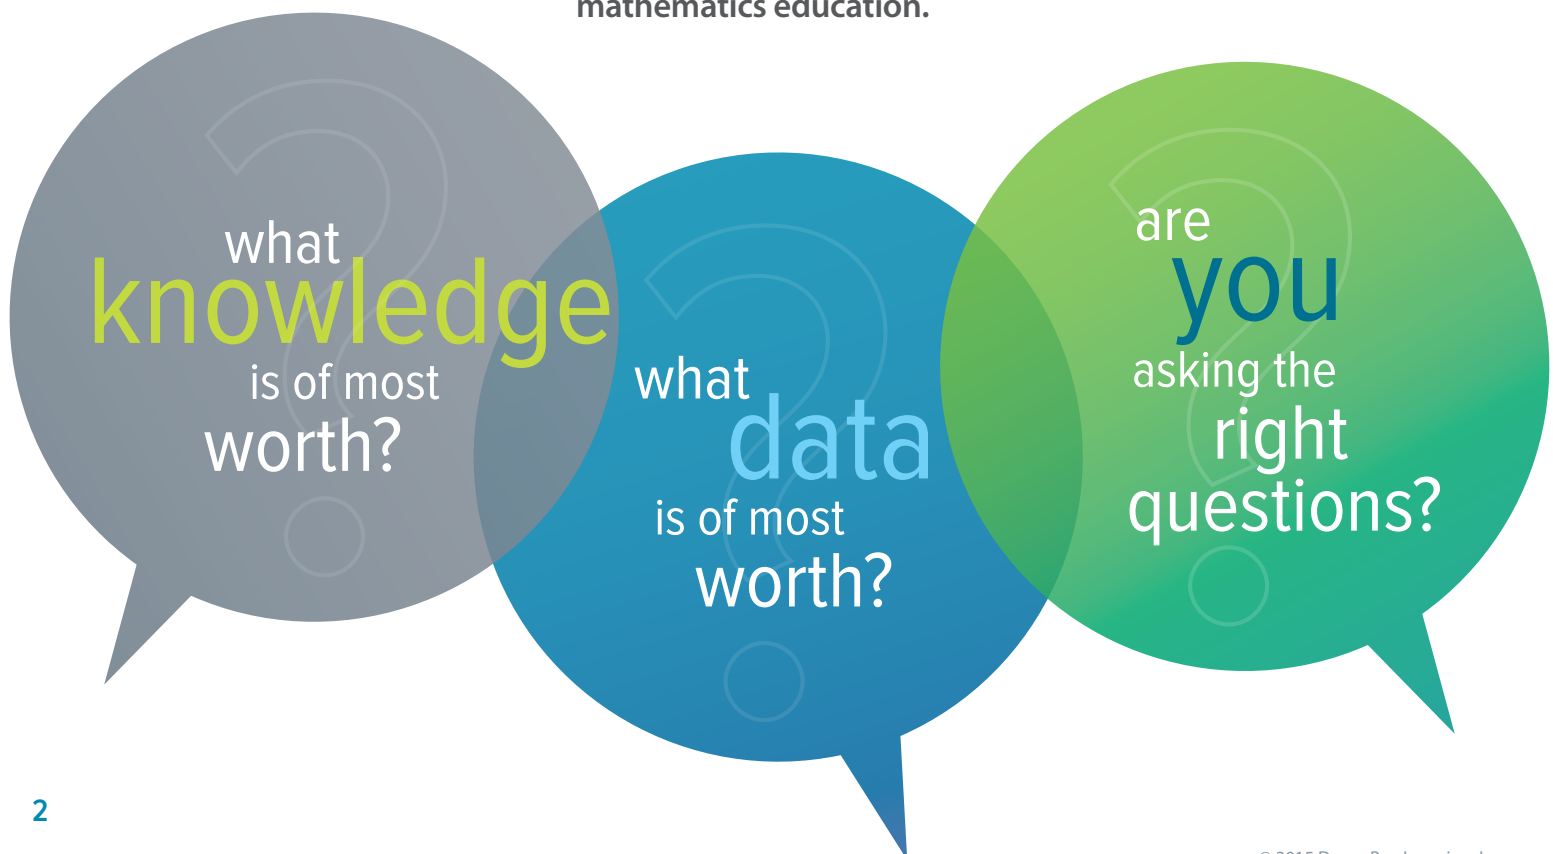 mathematics education.
what
knowledge
is of most
worth?
what
data
is of most
worth?
are
you
asking the
right
questions?
2
© 2015